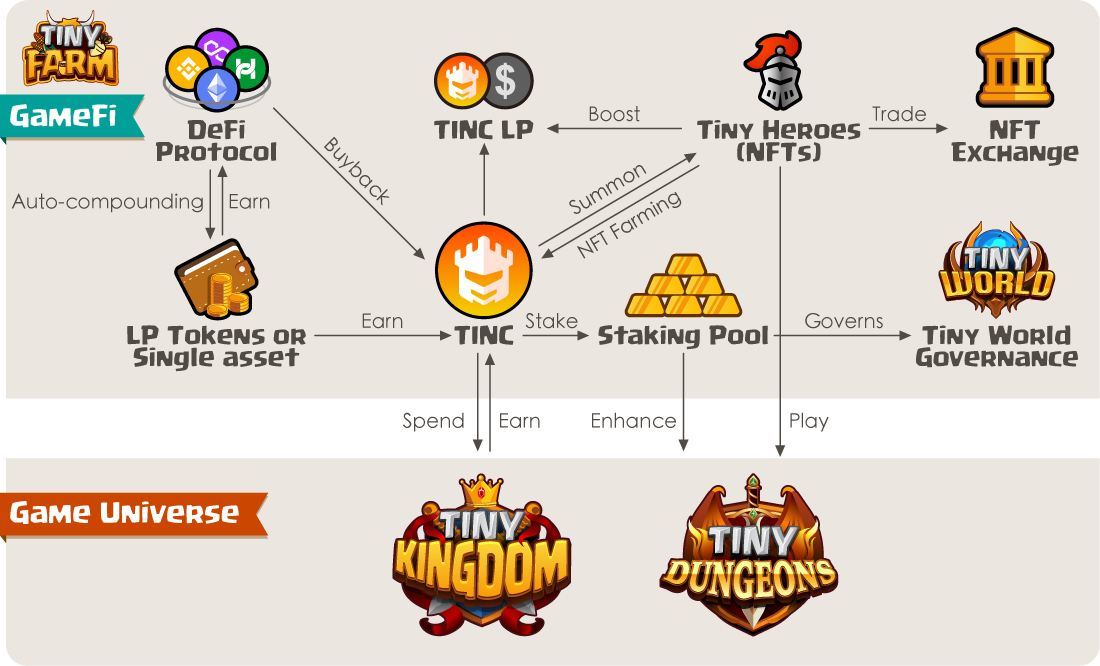 TINY
FARM
GameFi
DeFi
Protocol
$
TINC LP
Boost
Tiny Heroes
(NFTs)
Trade
NFT
Exchange
Buyback
Auto-compounding
Earn
Summon
NFT Farming
TINY
WORLD
LP Tokens or
Single asset
Earn
TINC
Stake
Staking Pool
Governs
Tiny World
Governance
Spend
Earn
Enhance
Play
Game Universe
TINY
KINGDOM
TINY
DUNGEONS